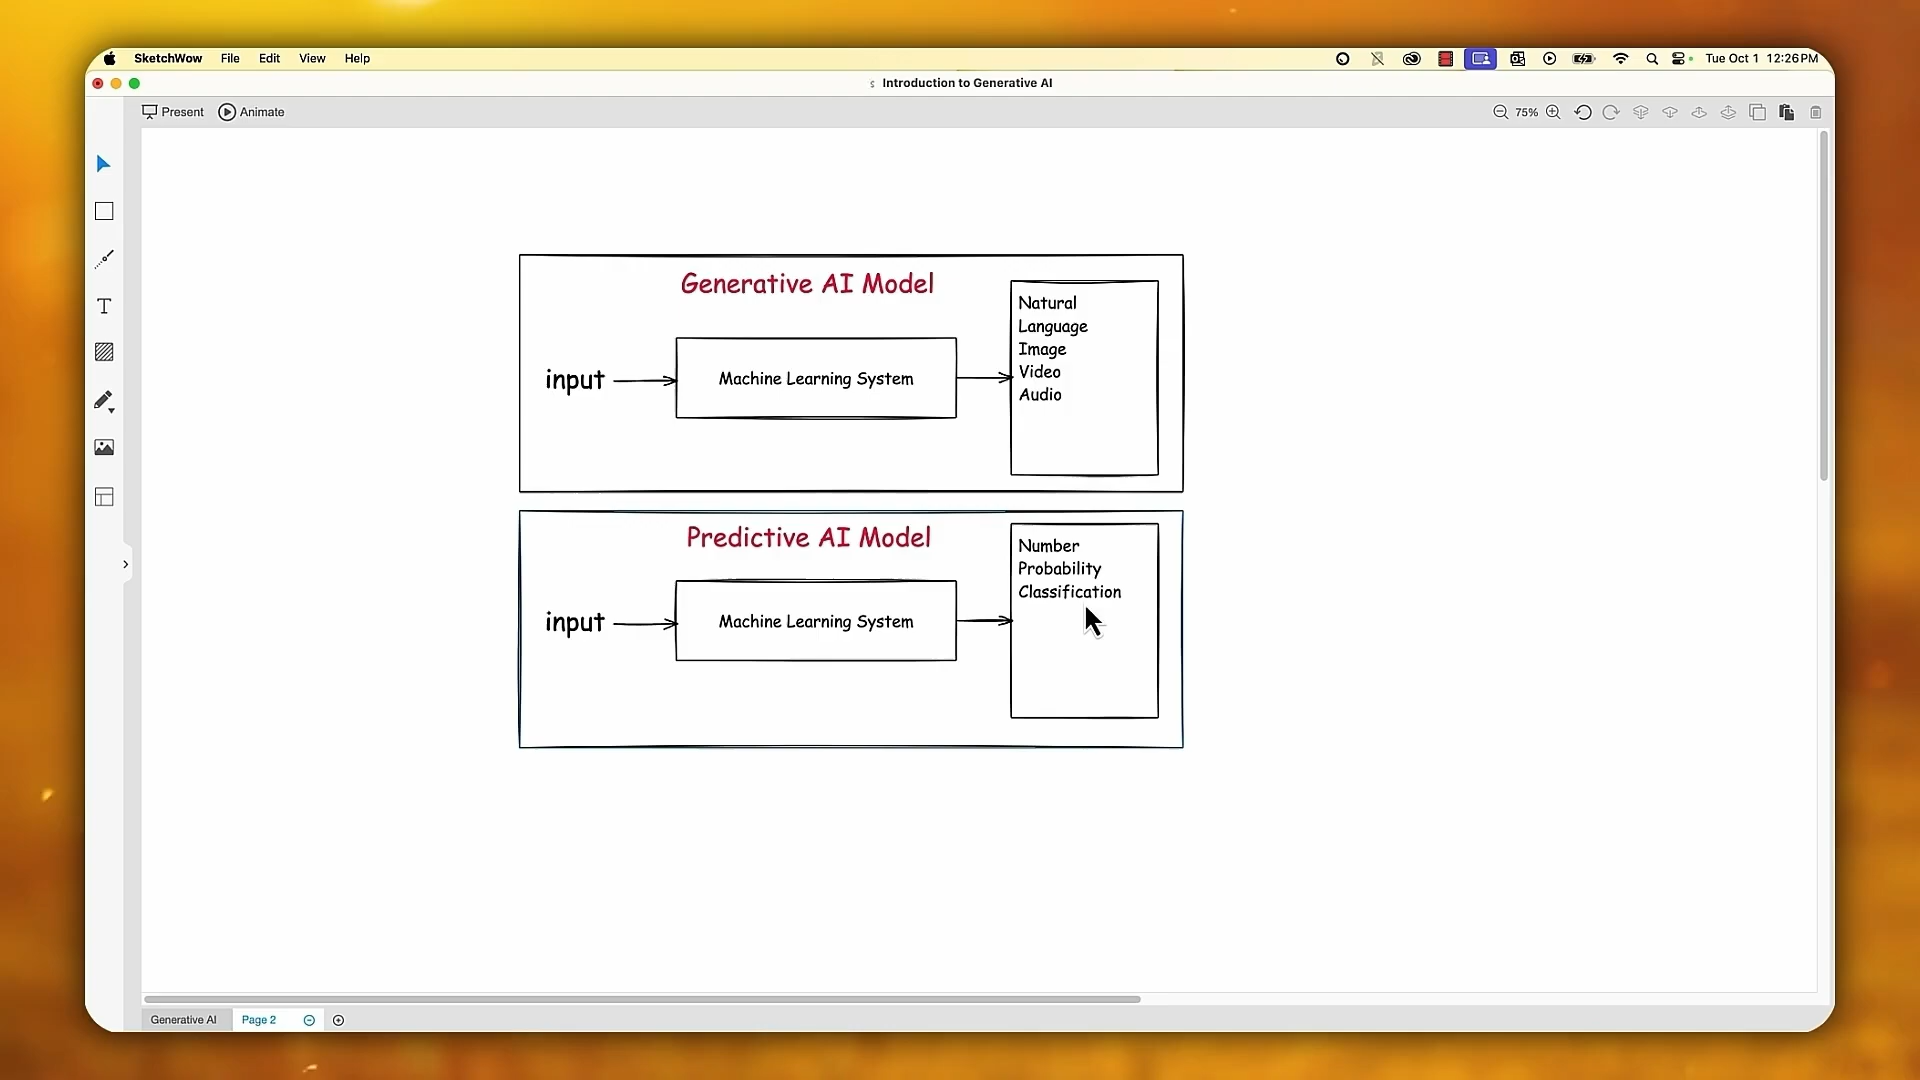 SketchWow File Edit View Help
Tue Oct 1 12:26 PM
Introduction to Generative AI
Present Animate
75%
Generative AI Model
input
Machine Learning System
Natural
Language
Image
Video
Audio
Predictive AI Model
input
Machine Learning System
Number
Probability
Classification
Generative AI Page 2